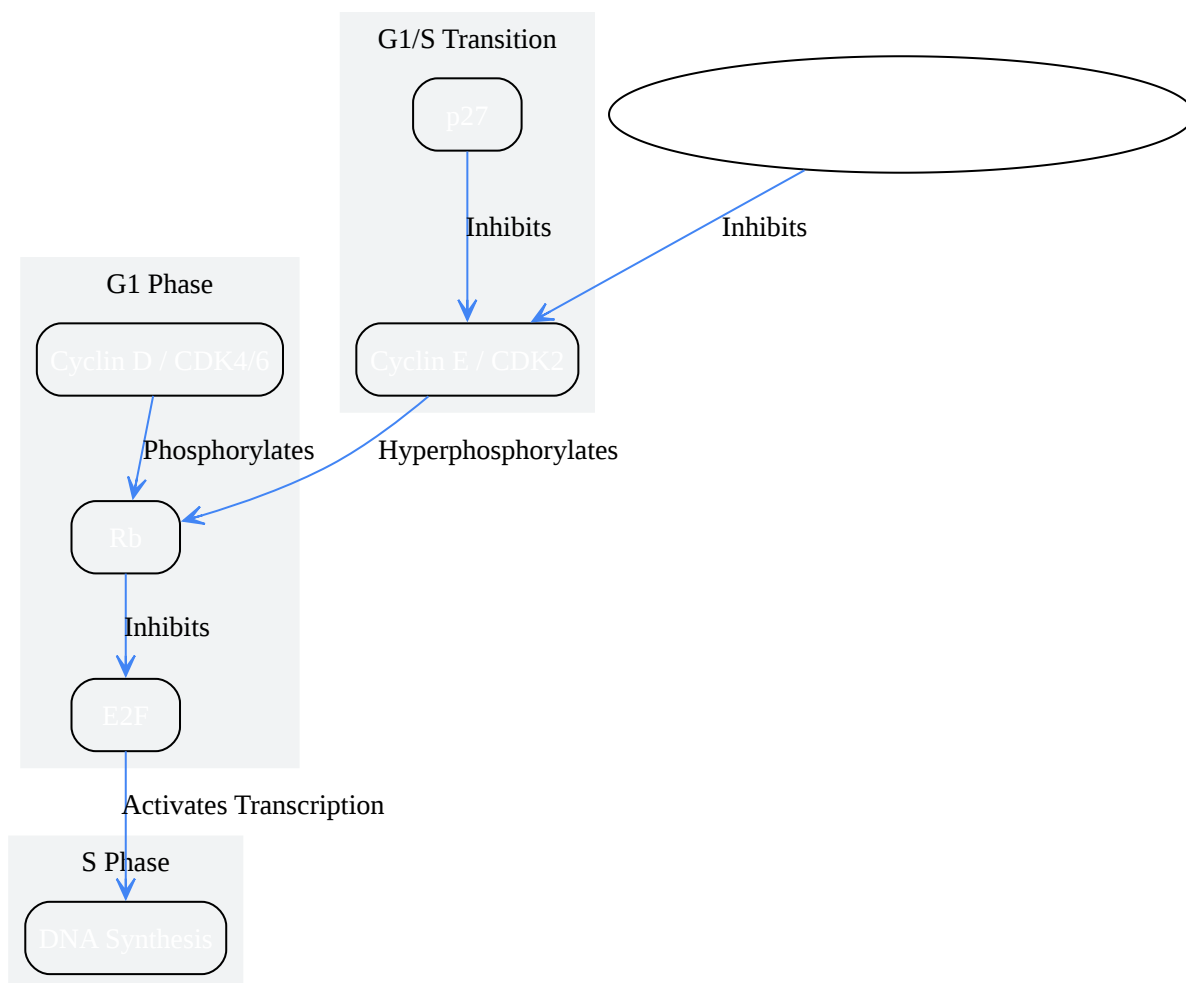 G1/S Transition
p27
Inhibits
Inhibits
G1 Phase
Cyclin D / CDK4/6
Cyclin E / CDK2
Phosphorylates
Hyperphosphorylates
Rb
Inhibits
E2F
Activates Transcription
S Phase
DNA Synthesis